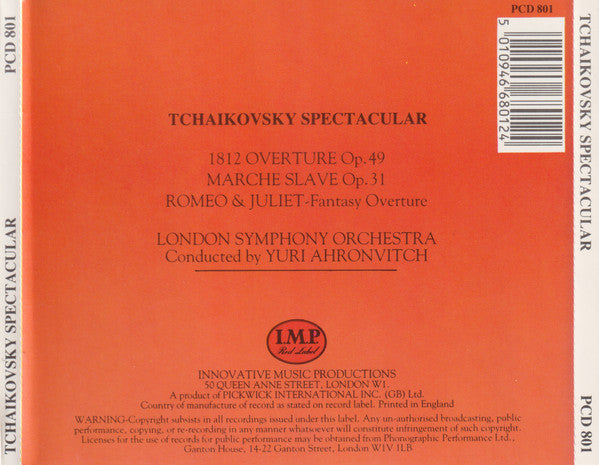 PCD 801
TCHAIKOVSKY SPECTACULAR
PCD 801
5 010946 680124
TCHAIKOVSKY SPECTACULAR
1812 OVERTURE Op. 49
MARCHE SLAVE Op. 31
ROMEO & JULIET-Fantasy Overture
LONDON SYMPHONY ORCHESTRA
Conducted by YURI AHRONVITCH
I.M.P
Red Label
INNOVATIVE MUSIC PRODUCTIONS
50 QUEEN ANNE STREET, LONDON W1.
A product of PICKWICK INTERNATIONAL INC. (GB) Ltd.
Country of manufacture of record as stated on record label. Printed in England
WARNING-Copyright subsists in all recordings issued under this label. Any un-authorised broadcasting, public
performance, copying, or re-recording in any manner whatsoever will constitute infringement of such copyright.
Licenses for the use of records for public performance may be obtained from Phonographic Performance Ltd.,
Ganton House, 14-22 Ganton Street, London W1V 1LB
TCHAIKOVSKY SPECTACULAR
PCD 801